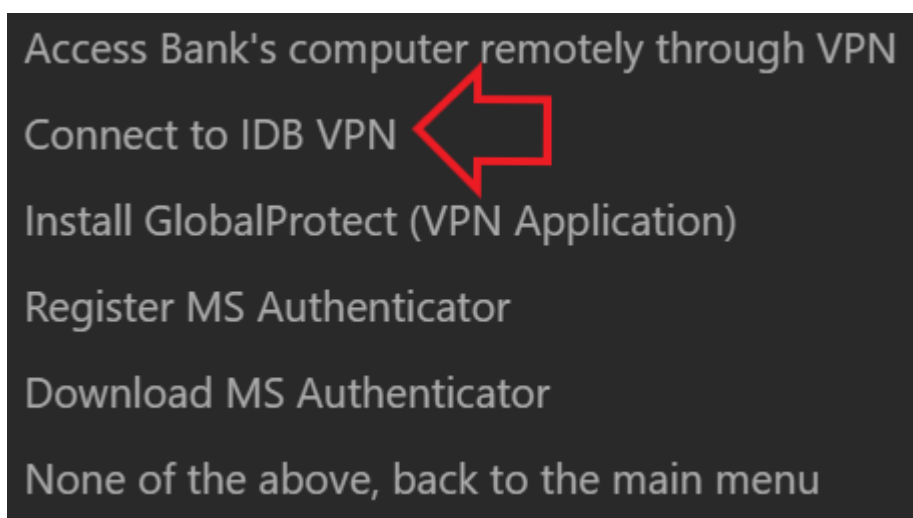 Access Bank's computer remotely through VPN
Connect to IDB VPN
Install GlobalProtect (VPN Application)
Register MS Authenticator
Download MS Authenticator
None of the above, back to the main menu